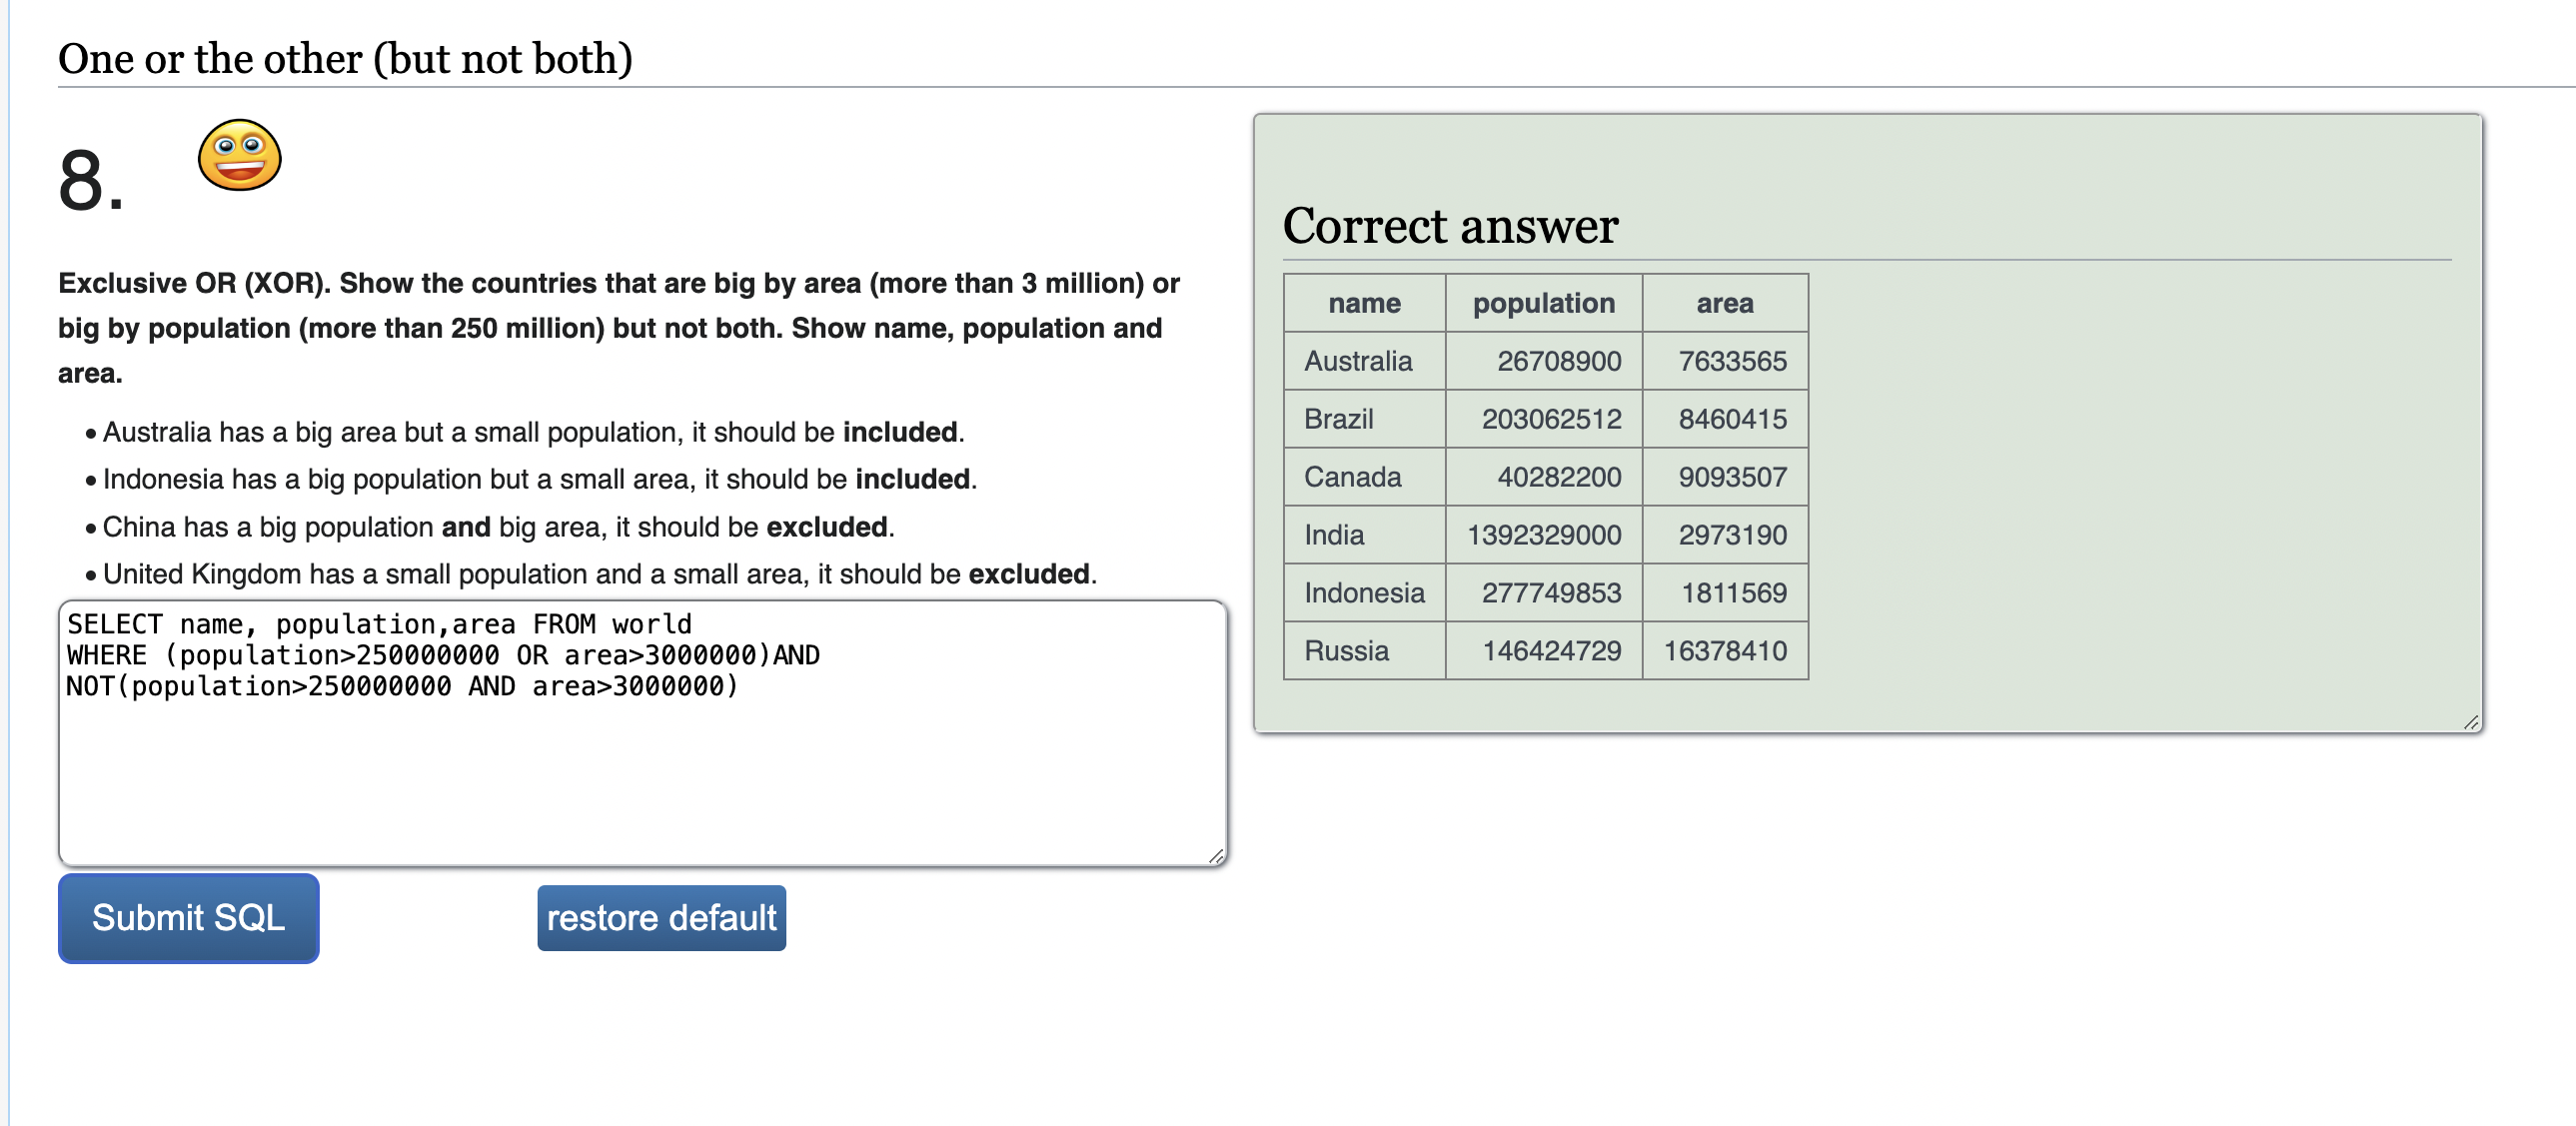 One or the other (but not both)
8.
Exclusive OR (XOR). Show the countries that are big by area (more than 3 million) or
big by population (more than 250 million) but not both. Show name, population and
area.
• Australia has a big area but a small population, it should be included.
• Indonesia has a big population but a small area, it should be included.
• China has a big population and big area, it should be excluded.
• United Kingdom has a small population and a small area, it should be excluded.
SELECT name, population,area FROM world
WHERE (population>250000000 OR area>3000000)AND
NOT(population>250000000 AND area>3000000)
Submit SQL restore default
Correct answer
name population area
Australia 26708900 7633565
Brazil 203062512 8460415
Canada 40282200 9093507
India 1392329000 2973190
Indonesia 277749853 1811569
Russia 146424729 16378410